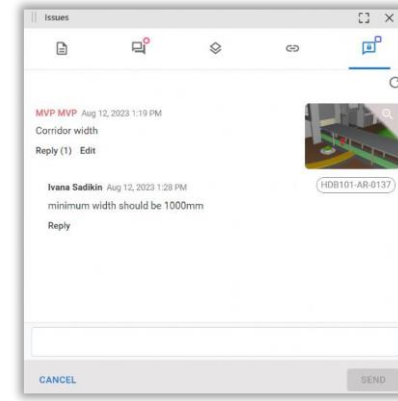 Issues
MVP MVP Aug 12, 2023 1:19 PM
Corridor width
Reply (1) Edit
HDB101-AR-0137
Ivana Sadikin Aug 12, 2023 1:28 PM
minimum width should be 1000mm
Reply
CANCEL
SEND